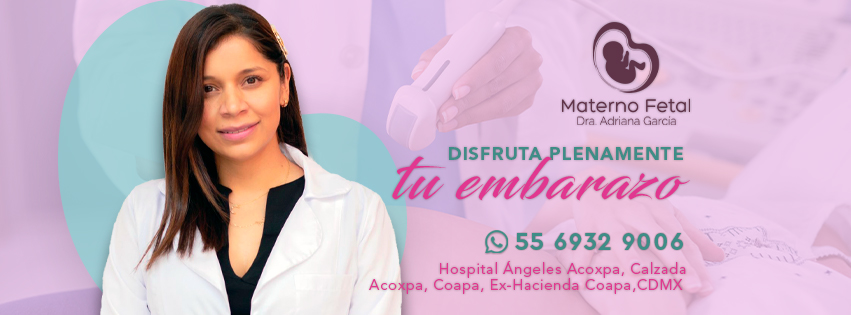 Materno Fetal
Dra. Adriana García
DISFRUTA PLENAMENTE
tu embarazo
55 6932 9006
Hospital Ángeles Acoxpa, Calzada
Acoxpa, Coapa, Ex-Hacienda Coapa,CDMX